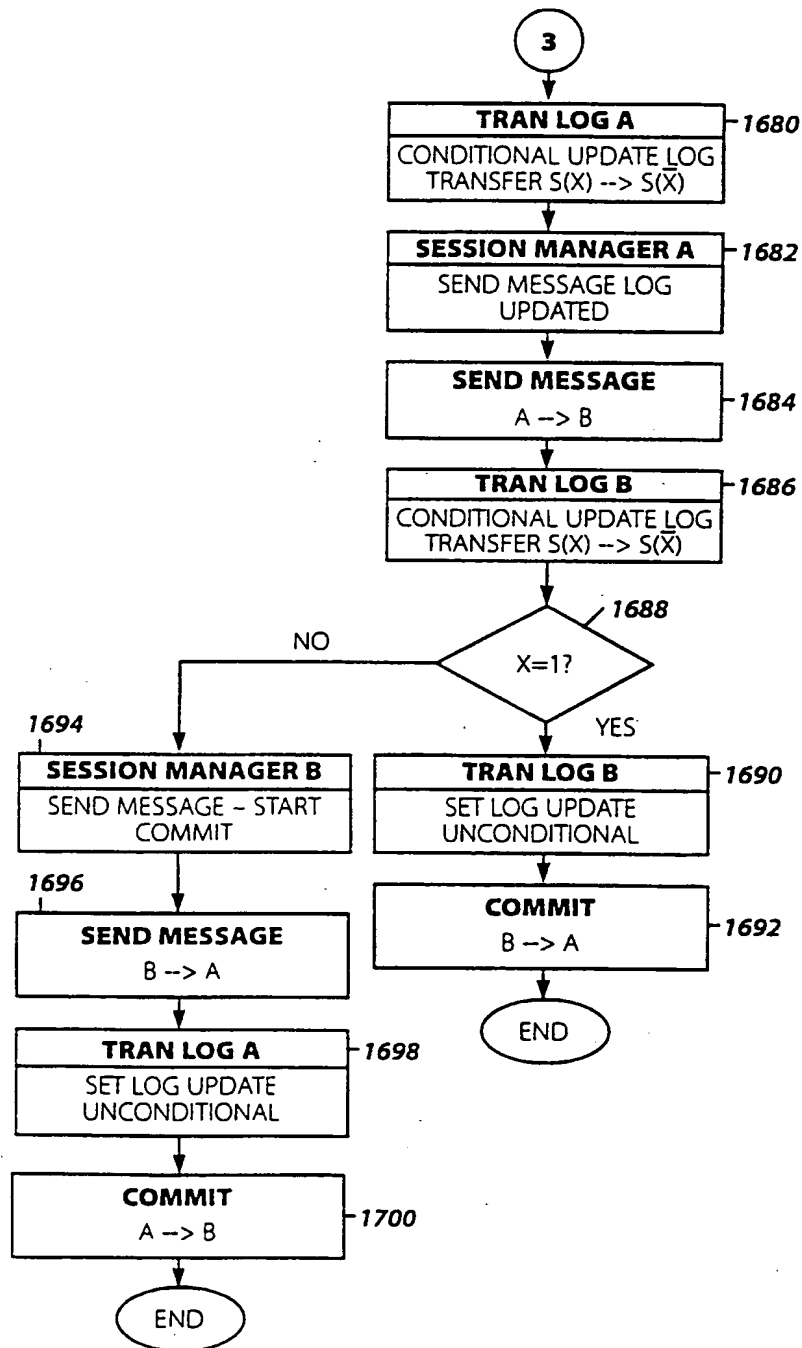 3
TRAN LOG A
1680
CONDITIONAL UPDATE LOG
TRANSFER S(X) --> S(X̅)
SESSION MANAGER A
1682
SEND MESSAGE LOG
UPDATED
SEND MESSAGE
A --> B
1684
TRAN LOG B
1686
CONDITIONAL UPDATE LOG
TRANSFER S(X) --> S(X̅)
1688
X=1?
NO
YES
1694
SESSION MANAGER B
SEND MESSAGE – START
COMMIT
TRAN LOG B
1690
SET LOG UPDATE
UNCONDITIONAL
1696
SEND MESSAGE
B --> A
COMMIT
B --> A
1692
END
TRAN LOG A
1698
SET LOG UPDATE
UNCONDITIONAL
COMMIT
A --> B
1700
END